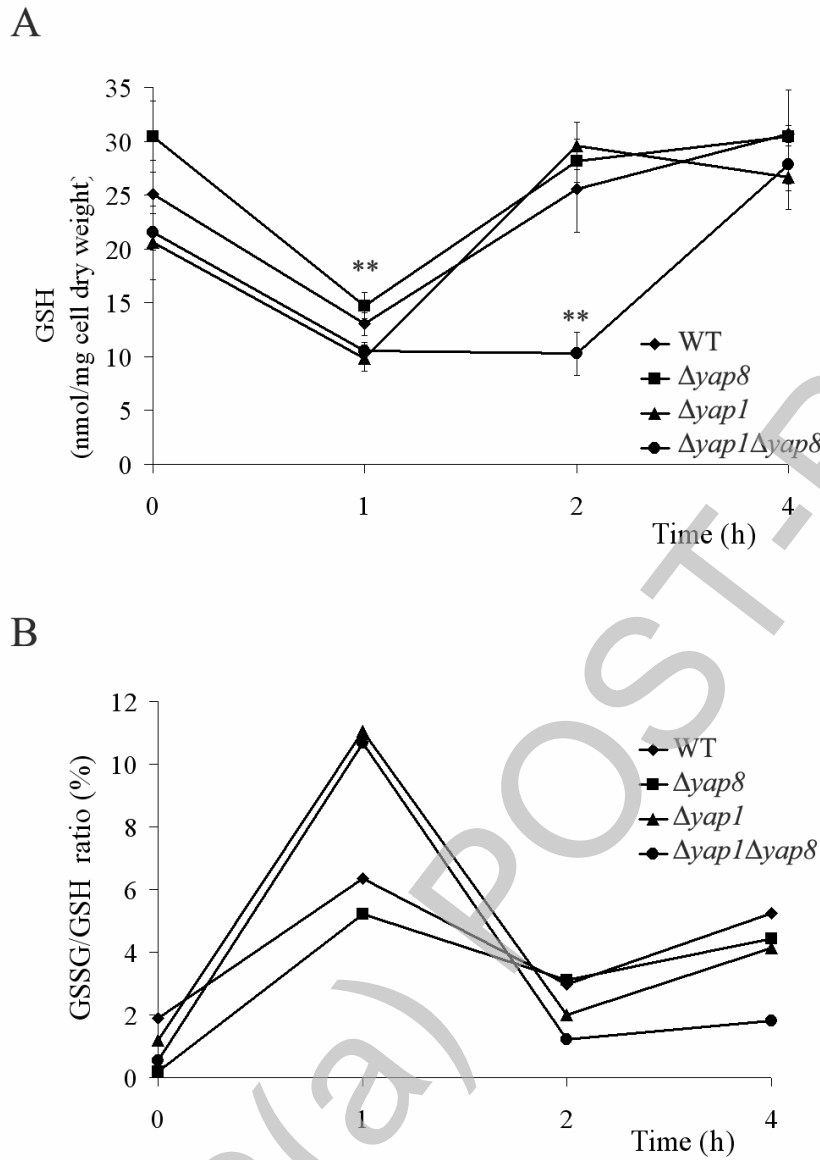 A
35
30
25
20
15
10
5
0
GSH
(nmol/mg cell dry weight)
**
**
WT
Δyap8
Δyap1
Δyap1Δyap8
0 1 2 4
Time (h)
B
12
10
8
6
4
2
0
GSSG/GSH ratio (%)
WT
Δyap8
Δyap1
Δyap1Δyap8
0 1 2 4
Time (h)
(a) POST-